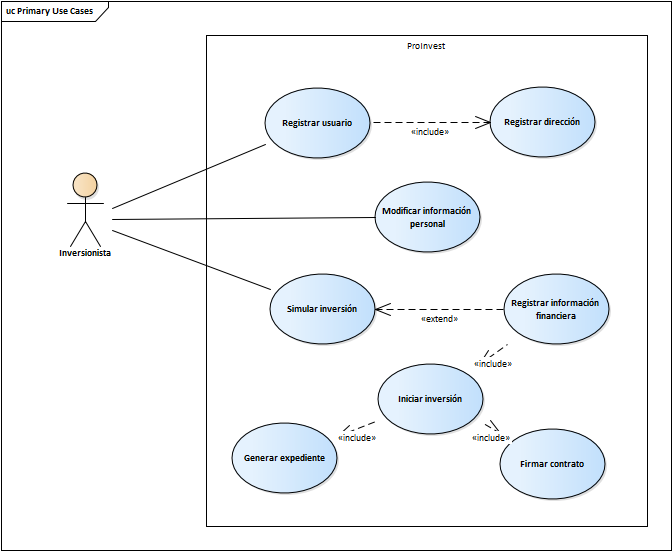 uc Primary Use Cases
ProInvest
Registrar usuario
«include»
Registrar dirección
Modificar información
personal
Inversionista
Simular inversión
«extend»
Registrar información
financiera
«include»
Iniciar inversión
«include»
«include»
Generar expediente
Firmar contrato